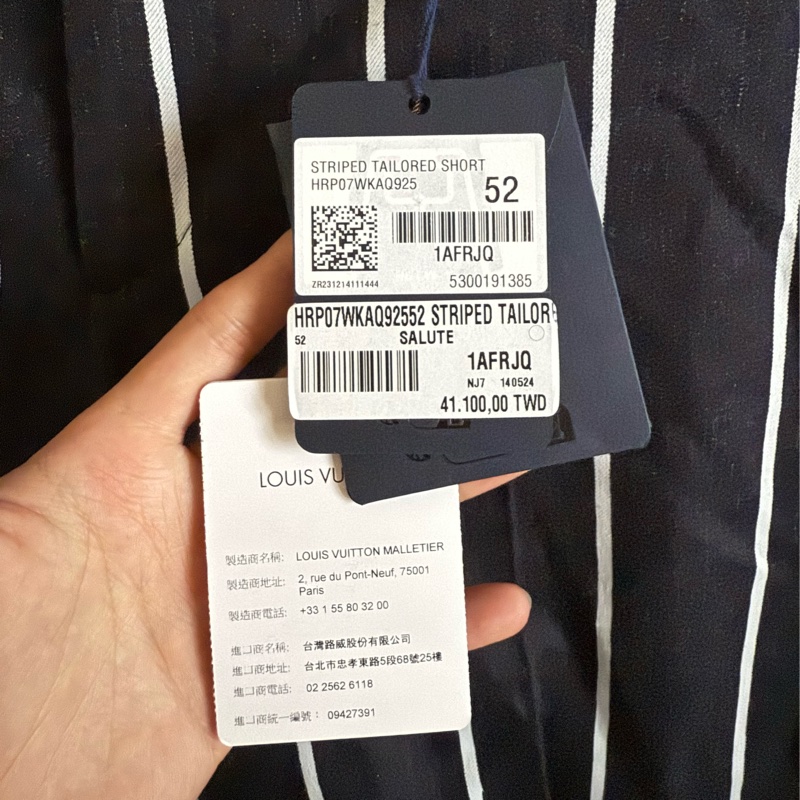 STRIPED TAILORED SHORT
HRP07WKAQ925
52
1AFRJQ
ZR231214111444
5300191385
HRP07WKAQ92552 STRIPED TAILOR
52
SALUTE
1AFRJQ
NJ7 140524
41.100,00 TWD
LOUIS VU
製造商名稱: LOUIS VUITTON MALLETIER
製造商地址: 2, rue du Pont-Neuf, 75001
Paris
製造商電話: +33 1 55 80 32 00
進口商名稱: 台灣路威股份有限公司
進口商地址: 台北市忠孝東路5段68號25樓
進口商電話: 02 2562 6118
進口商統一編號: 09427391